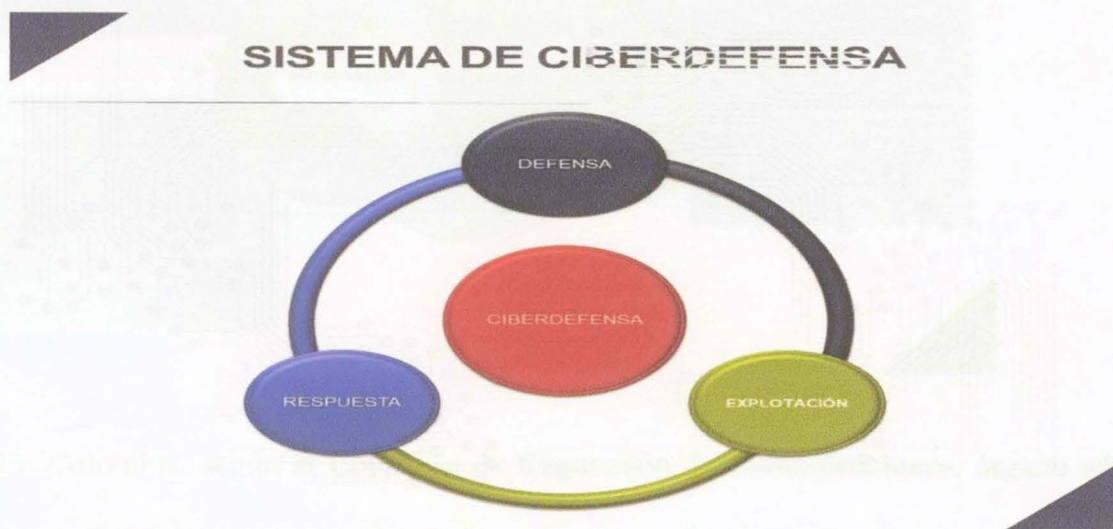 SISTEMA DE CIBERDEFENSA
DEFENSA
CIBERDEFENSA
RESPUESTA
EXPLOTACIÓN